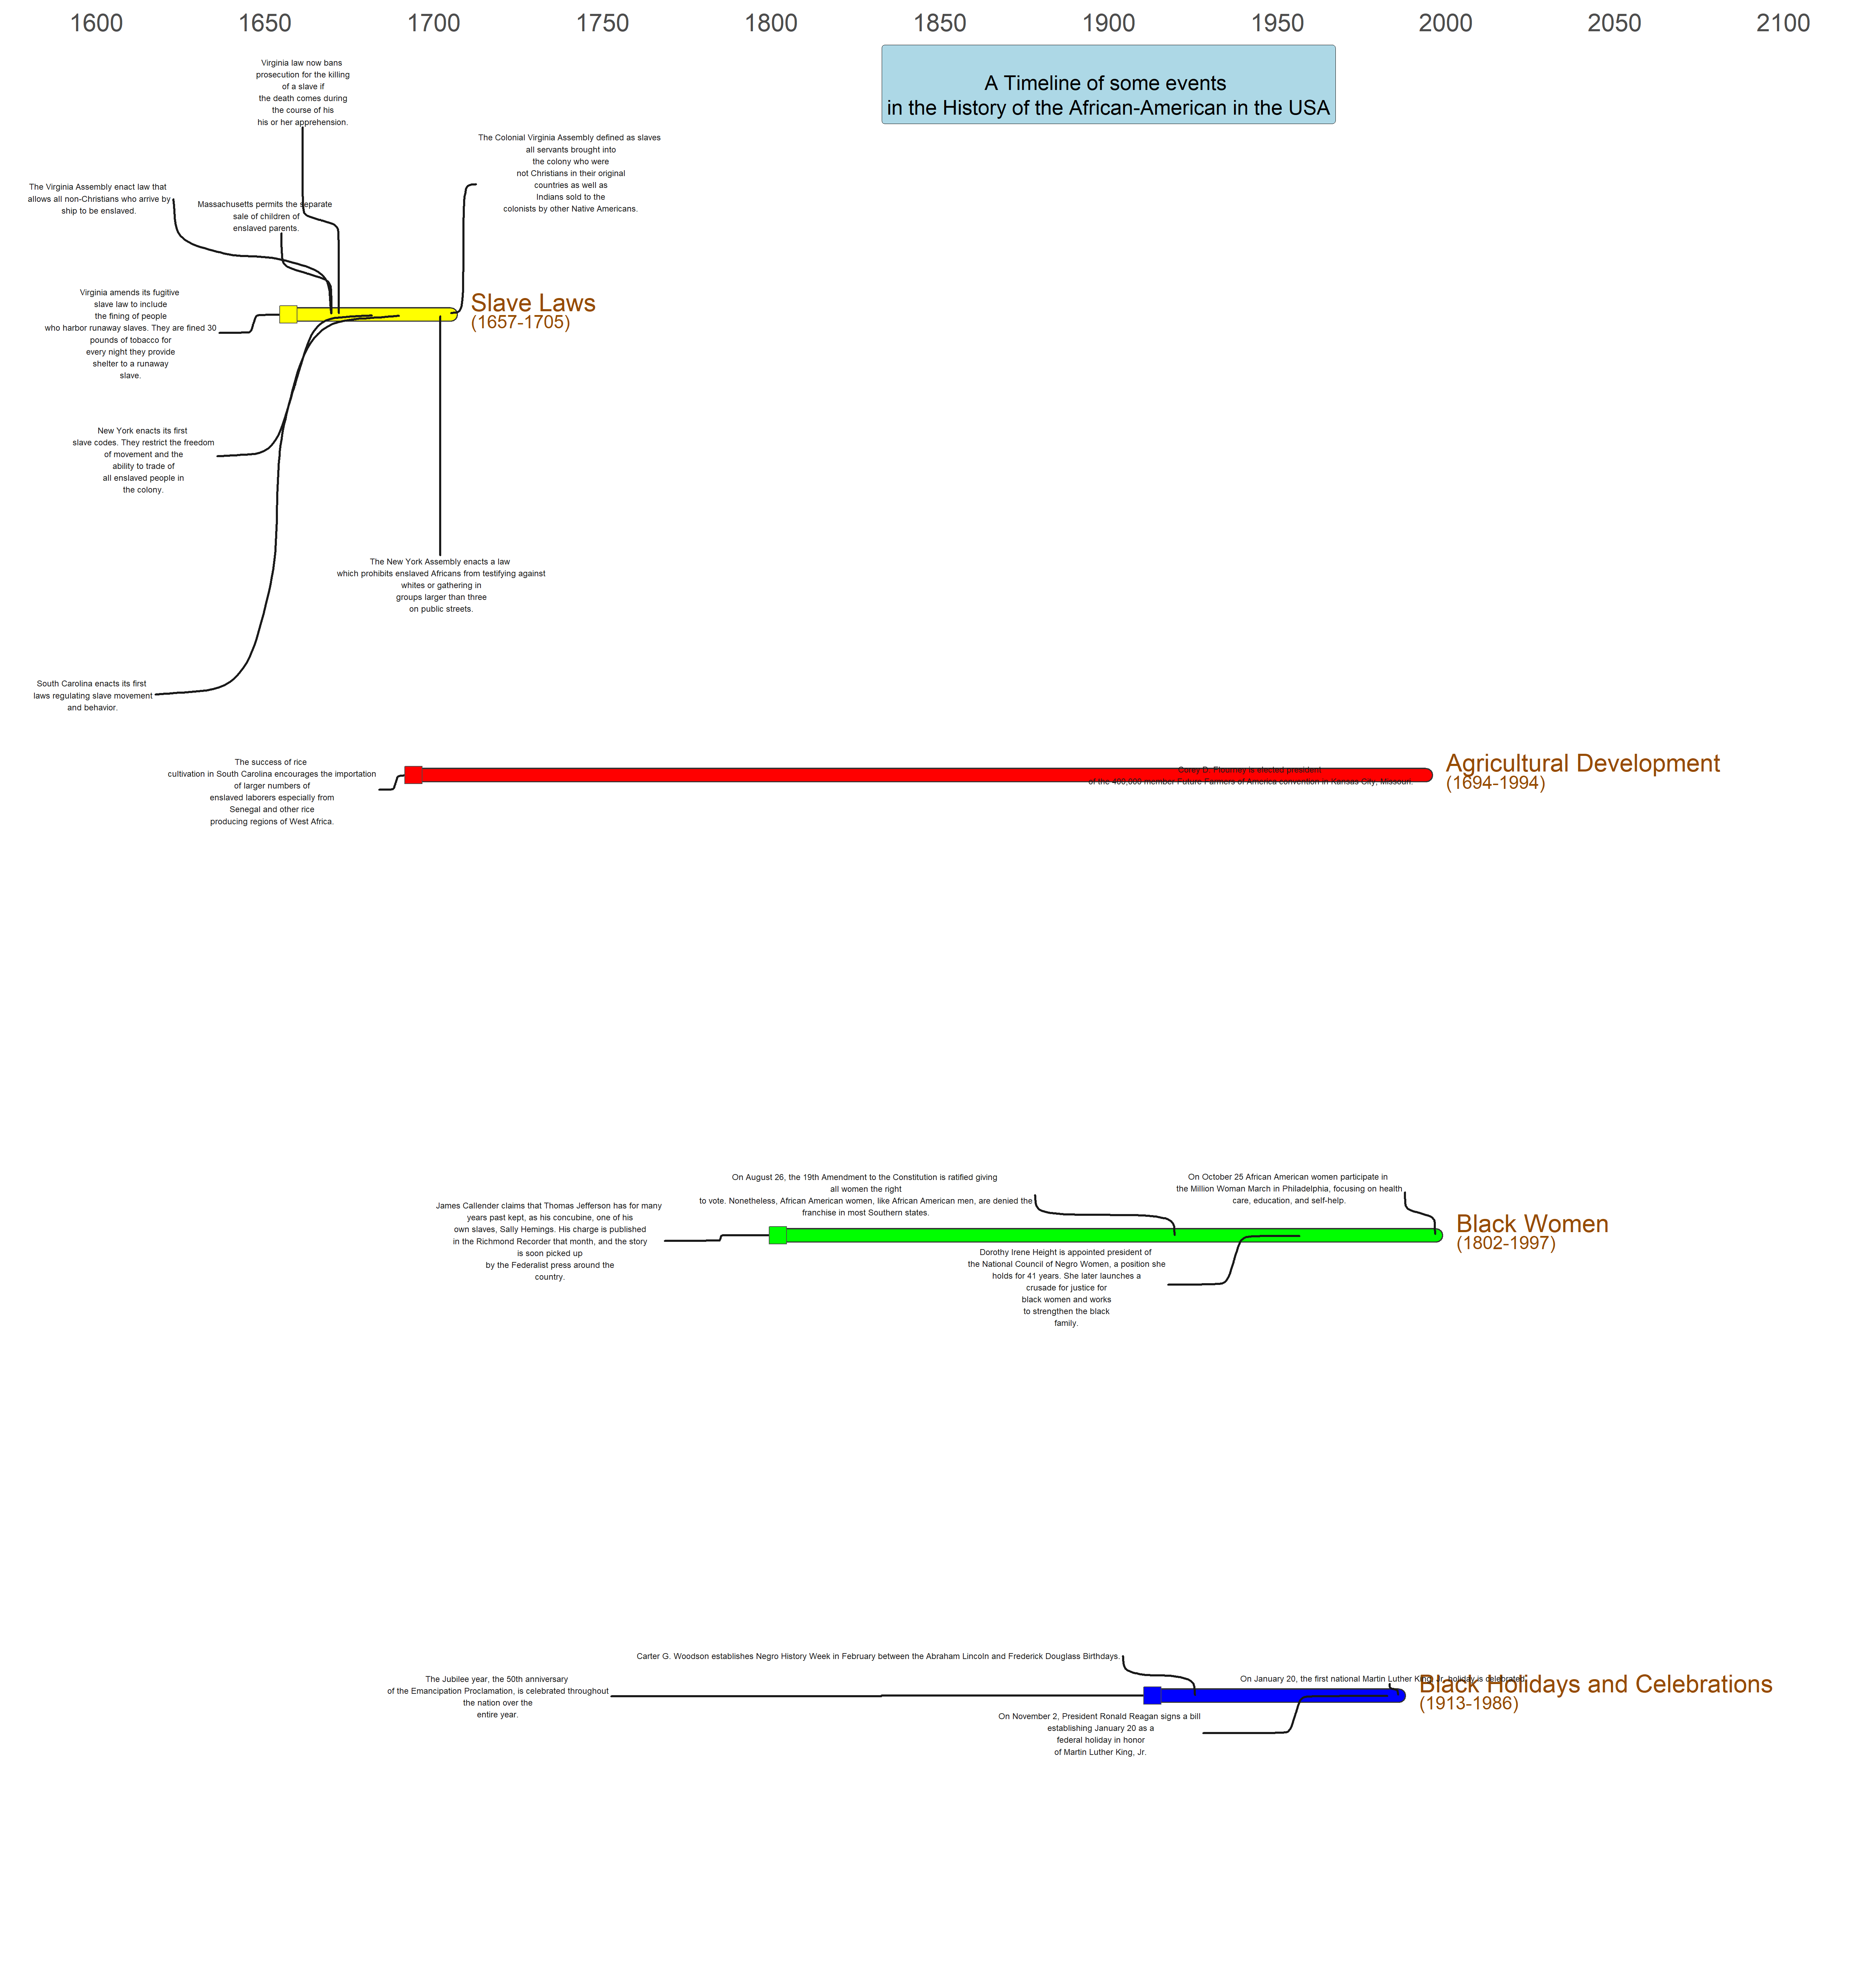 1600 1650 1700 1750 1800 1850 1900 1950 2000 2050 2100
A Timeline of some events
in the History of the African-American in the USA
Virginia law now bans
prosecution for the killing
of a slave if
the death comes during
the course of his
his or her apprehension.
The Colonial Virginia Assembly defined as slaves
all servants brought into
the colony who were
not Christians in their original
countries as well as
Indians sold to the
colonists by other Native Americans.
The Virginia Assembly enact law that
allows all non-Christians who arrive by
ship to be enslaved.
Massachusetts permits the separate
sale of children of
enslaved parents.
Virginia amends its fugitive
slave law to include
the fining of people
who harbor runaway slaves. They are fined 30
pounds of tobacco for
every night they provide
shelter to a runaway
slave.
Slave Laws
(1657-1705)
New York enacts its first
slave codes. They restrict the freedom
of movement and the
ability to trade of
all enslaved people in
the colony.
The New York Assembly enacts a law
which prohibits enslaved Africans from testifying against
whites or gathering in
groups larger than three
on public streets.
South Carolina enacts its first
laws regulating slave movement
and behavior.
The success of rice
cultivation in South Carolina encourages the importation
of larger numbers of
enslaved laborers especially from
Senegal and other rice
producing regions of West Africa.
Corey D. Flourney is elected president
of the 400,000 member Future Farmers of America convention in Kansas City, Missouri.
Agricultural Development
(1694-1994)
James Callender claims that Thomas Jefferson has for many
years past kept, as his concubine, one of his
own slaves, Sally Hemings. His charge is published
in the Richmond Recorder that month, and the story
is soon picked up
by the Federalist press around the
country.
On August 26, the 19th Amendment to the Constitution is ratified giving
all women the right
to vote. Nonetheless, African American women, like African American men, are denied the
franchise in most Southern states.
On October 25 African American women participate in
the Million Woman March in Philadelphia, focusing on health
care, education, and self-help.
Black Women
(1802-1997)
Dorothy Irene Height is appointed president of
the National Council of Negro Women, a position she
holds for 41 years. She later launches a
crusade for justice for
black women and works
to strengthen the black
family.
Carter G. Woodson establishes Negro History Week in February between the Abraham Lincoln and Frederick Douglass Birthdays.
The Jubilee year, the 50th anniversary
of the Emancipation Proclamation, is celebrated throughout
the nation over the
entire year.
On January 20, the first national Martin Luther King Jr. holiday is celebrated.
Black Holidays and Celebrations
(1913-1986)
On November 2, President Ronald Reagan signs a bill
establishing January 20 as a
federal holiday in honor
of Martin Luther King, Jr.